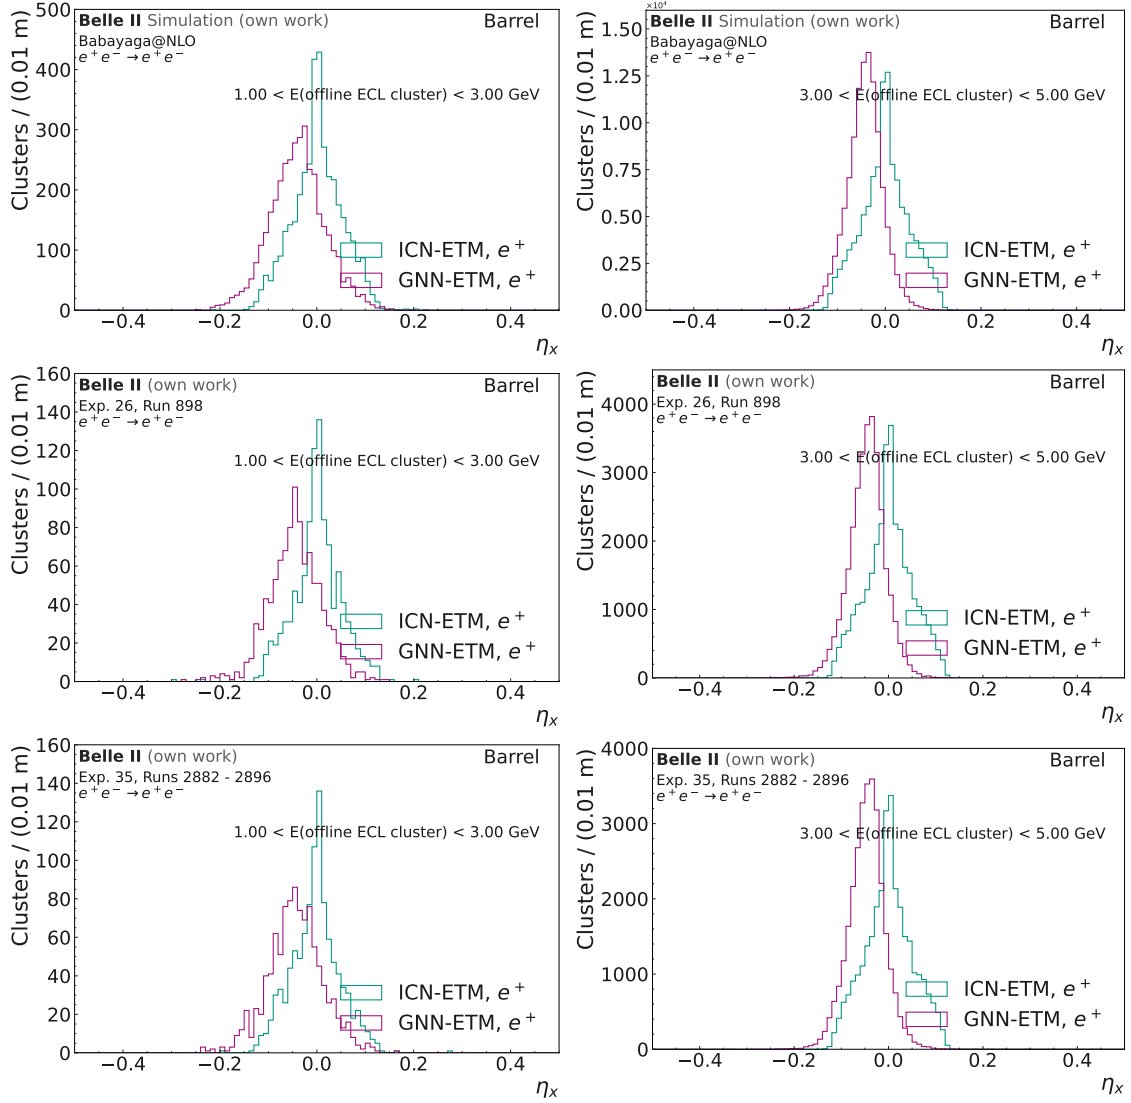 Belle II Simulation (own work)
Barrel
Babayaga@NLO
e⁺e⁻ → e⁺e⁻
1.00 < E(offline ECL cluster) < 3.00 GeV
Clusters / (0.01 m)
500
400
300
200
100
0
ICN-ETM, e⁺
GNN-ETM, e⁺
−0.4 −0.2 0.0 0.2 0.4
ηₓ
×10⁴
Belle II Simulation (own work)
Barrel
Babayaga@NLO
e⁺e⁻ → e⁺e⁻
3.00 < E(offline ECL cluster) < 5.00 GeV
Clusters / (0.01 m)
1.50
1.25
1.00
0.75
0.50
0.25
0.00
ICN-ETM, e⁺
GNN-ETM, e⁺
−0.4 −0.2 0.0 0.2 0.4
ηₓ
Belle II (own work)
Barrel
Exp. 26, Run 898
e⁺e⁻ → e⁺e⁻
1.00 < E(offline ECL cluster) < 3.00 GeV
Clusters / (0.01 m)
160
140
120
100
80
60
40
20
0
ICN-ETM, e⁺
GNN-ETM, e⁺
−0.4 −0.2 0.0 0.2 0.4
ηₓ
Belle II (own work)
Barrel
Exp. 26, Run 898
e⁺e⁻ → e⁺e⁻
3.00 < E(offline ECL cluster) < 5.00 GeV
Clusters / (0.01 m)
4000
3000
2000
1000
0
ICN-ETM, e⁺
GNN-ETM, e⁺
−0.4 −0.2 0.0 0.2 0.4
ηₓ
Belle II (own work)
Barrel
Exp. 35, Runs 2882 - 2896
e⁺e⁻ → e⁺e⁻
1.00 < E(offline ECL cluster) < 3.00 GeV
Clusters / (0.01 m)
160
140
120
100
80
60
40
20
0
ICN-ETM, e⁺
GNN-ETM, e⁺
−0.4 −0.2 0.0 0.2 0.4
ηₓ
Belle II (own work)
Barrel
Exp. 35, Runs 2882 - 2896
e⁺e⁻ → e⁺e⁻
3.00 < E(offline ECL cluster) < 5.00 GeV
Clusters / (0.01 m)
4000
3000
2000
1000
0
ICN-ETM, e⁺
GNN-ETM, e⁺
−0.4 −0.2 0.0 0.2 0.4
ηₓ